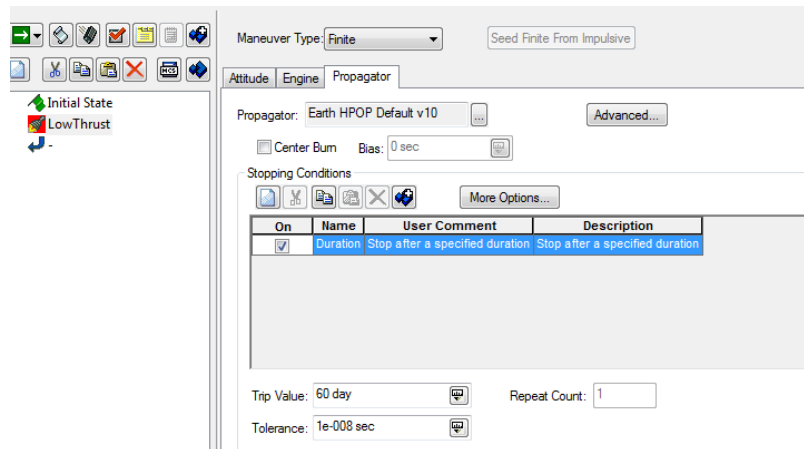 Maneuver Type: Finite
Seed Finite From Impulsive
Attitude Engine Propagator
MCS
Initial State
LowThrust
-
Propagator: Earth HPOP Default v10 ... Advanced...
Center Burn Bias: 0 sec
Stopping Conditions
More Options...
On Name User Comment Description
Duration Stop after a specified duration Stop after a specified duration
Trip Value: 60 day Repeat Count: 1
Tolerance: 1e-008 sec